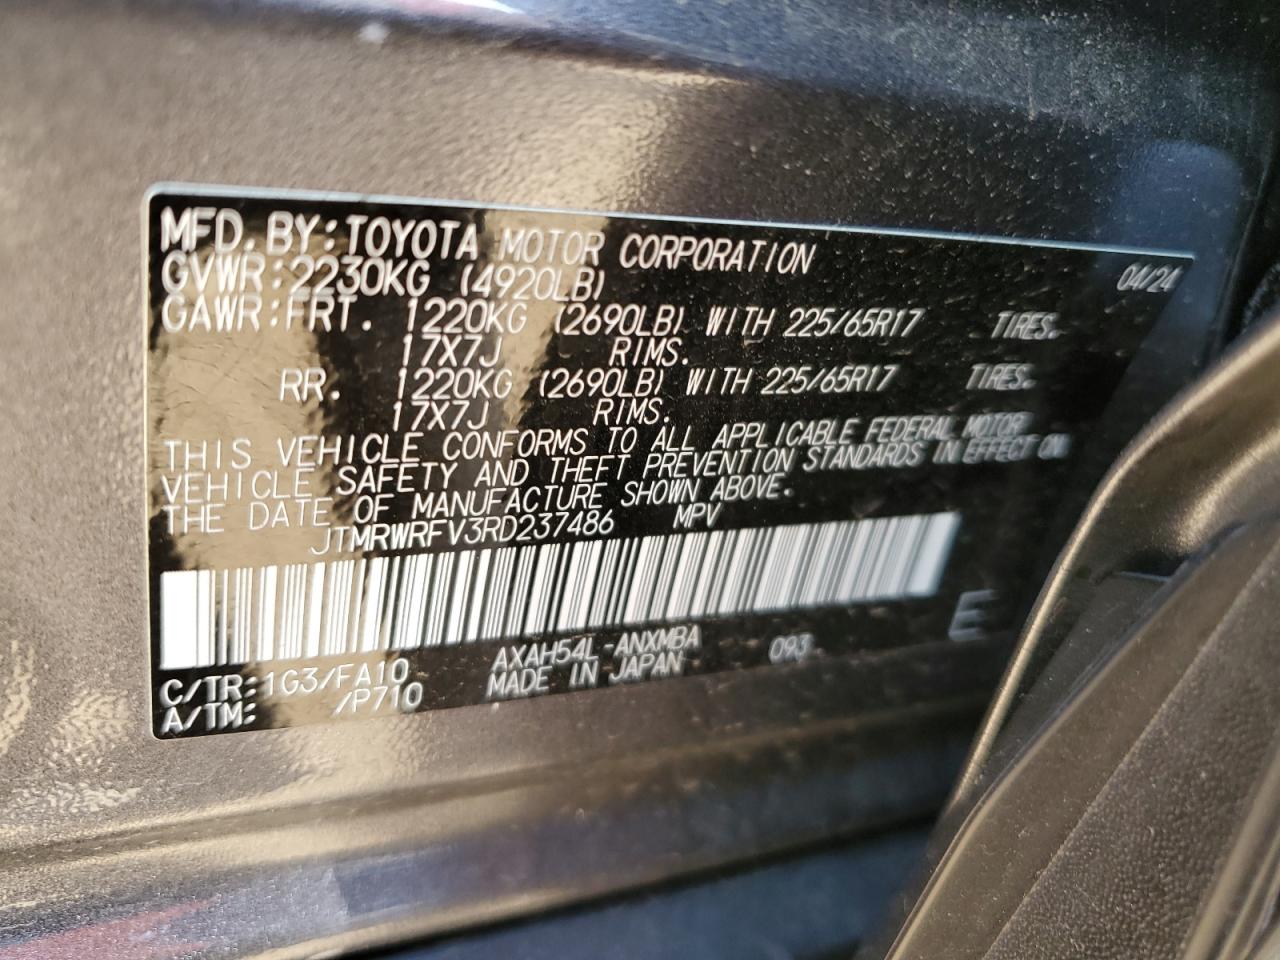 MFD. BY: TOYOTA MOTOR CORPORATION 04/24
GVWR: 2230KG (4920LB)
GAWR: FRT. 1220KG (2690LB) WITH 225/65R17 TIRES.
17X7J RIMS.
RR. 1220KG (2690LB) WITH 225/65R17 TIRES.
17X7J RIMS.
THIS VEHICLE CONFORMS TO ALL APPLICABLE FEDERAL MOTOR
VEHICLE SAFETY AND THEFT PREVENTION STANDARDS IN EFFECT ON
THE DATE OF MANUFACTURE SHOWN ABOVE.
JTMRWRFV3RD237486 MPV
E
C/TR: 1G3/FA10 AXAH54L-ANXMBA 093
A/TM: /P710 MADE IN JAPAN